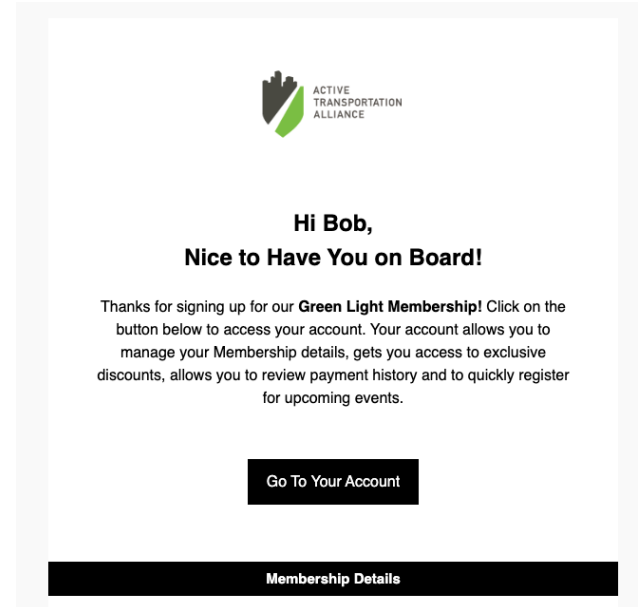 ACTIVE
TRANSPORTATION
ALLIANCE
Hi Bob,
Nice to Have You on Board!
Thanks for signing up for our Green Light Membership! Click on the
button below to access your account. Your account allows you to
manage your Membership details, gets you access to exclusive
discounts, allows you to review payment history and to quickly register
for upcoming events.
Go To Your Account
Membership Details